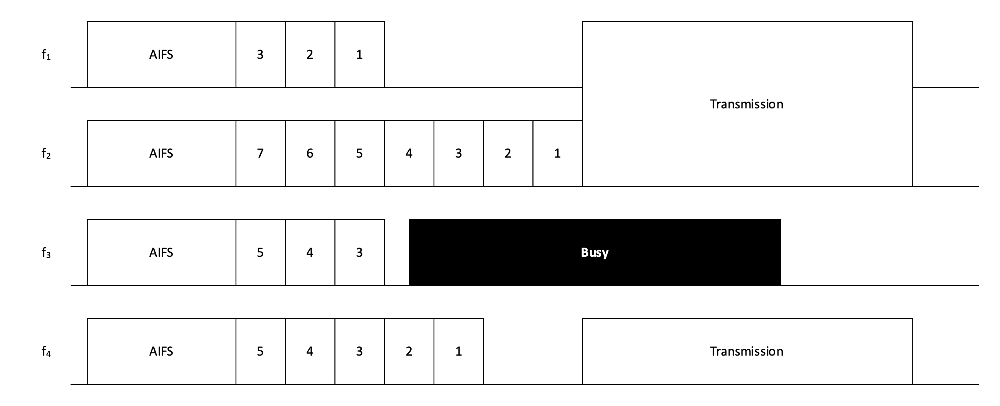 f1 AIFS 3 2 1
Transmission
f2 AIFS 7 6 5 4 3 2 1
f3 AIFS 5 4 3 Busy
f4 AIFS 5 4 3 2 1 Transmission